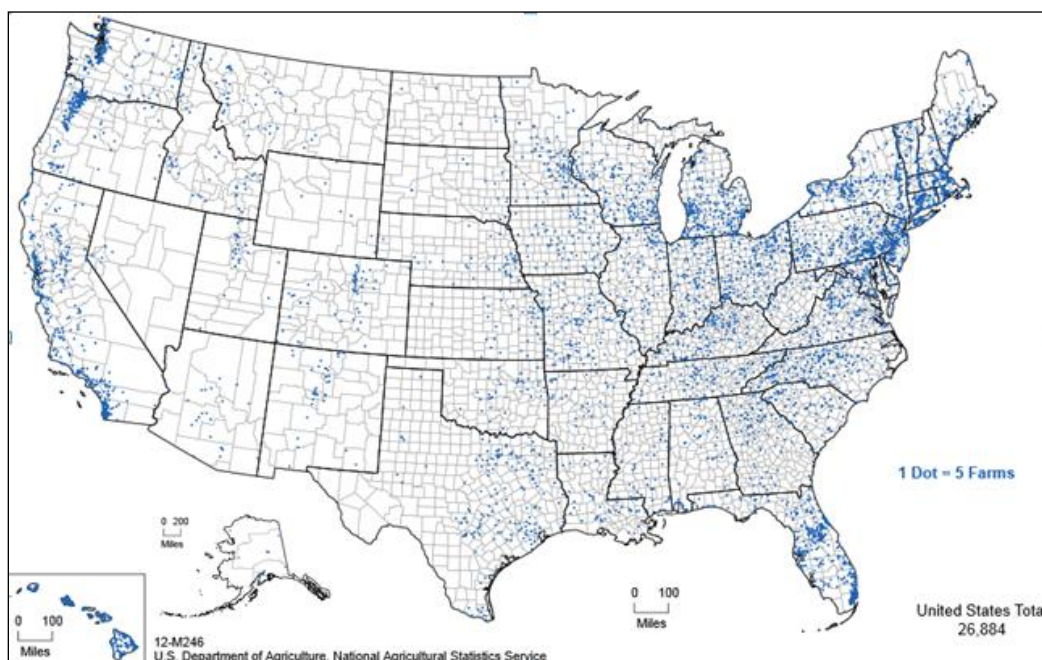 1 Dot = 5 Farms
0 200
Miles
0 100
Miles
0 100
Miles
United States Tota
26,884
12-M246
U.S. Department of Agriculture, National Agricultural Statistics Service